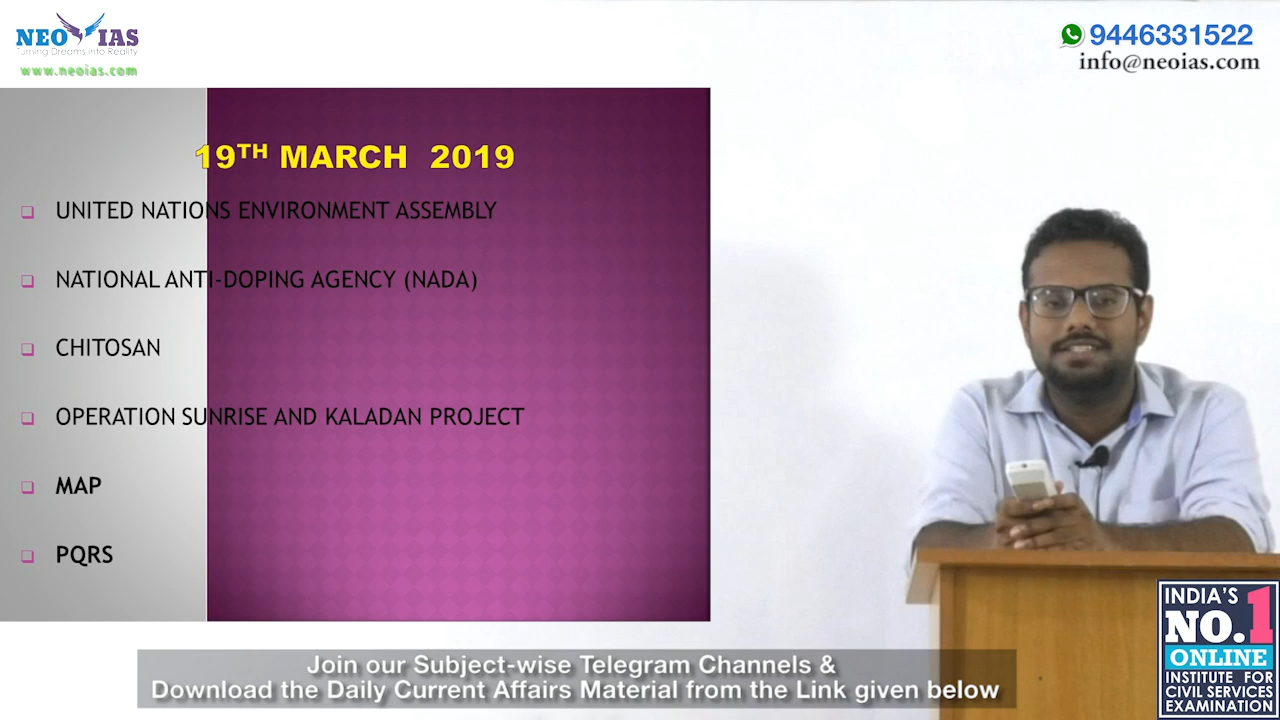 NEO IAS
Turning Dreams into Reality
www.neoias.com
9446331522
info@neoias.com
19TH MARCH 2019
UNITED NATIONS ENVIRONMENT ASSEMBLY
NATIONAL ANTI-DOPING AGENCY (NADA)
CHITOSAN
OPERATION SUNRISE AND KALADAN PROJECT
MAP
PQRS
INDIA'S
NO.1
ONLINE
INSTITUTE FOR
CIVIL SERVICES
EXAMINATION
Join our Subject-wise Telegram Channels &
Download the Daily Current Affairs Material from the Link given below